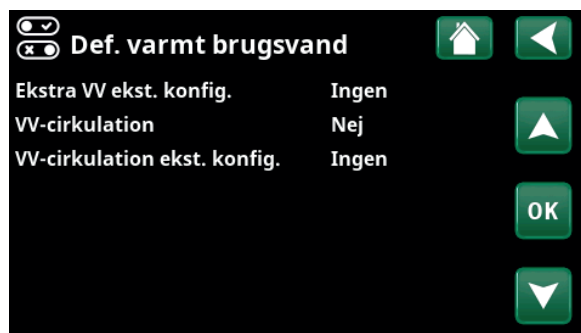 Def. varmt brugsvand
Ekstra VV ekst. konfig. Ingen
VV-cirkulation Nej
VV-cirkulation ekst. konfig. Ingen
OK